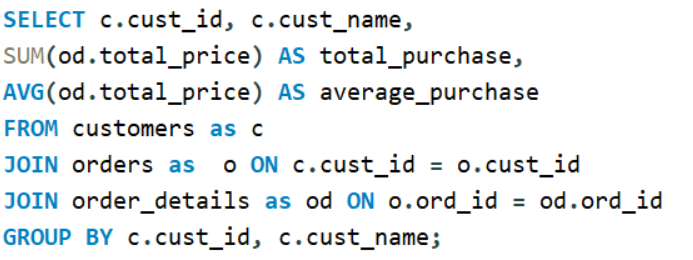 SELECT c.cust_id, c.cust_name,
SUM(od.total_price) AS total_purchase,
AVG(od.total_price) AS average_purchase
FROM customers as c
JOIN orders as  o ON c.cust_id = o.cust_id
JOIN order_details as od ON o.ord_id = od.ord_id
GROUP BY c.cust_id, c.cust_name;